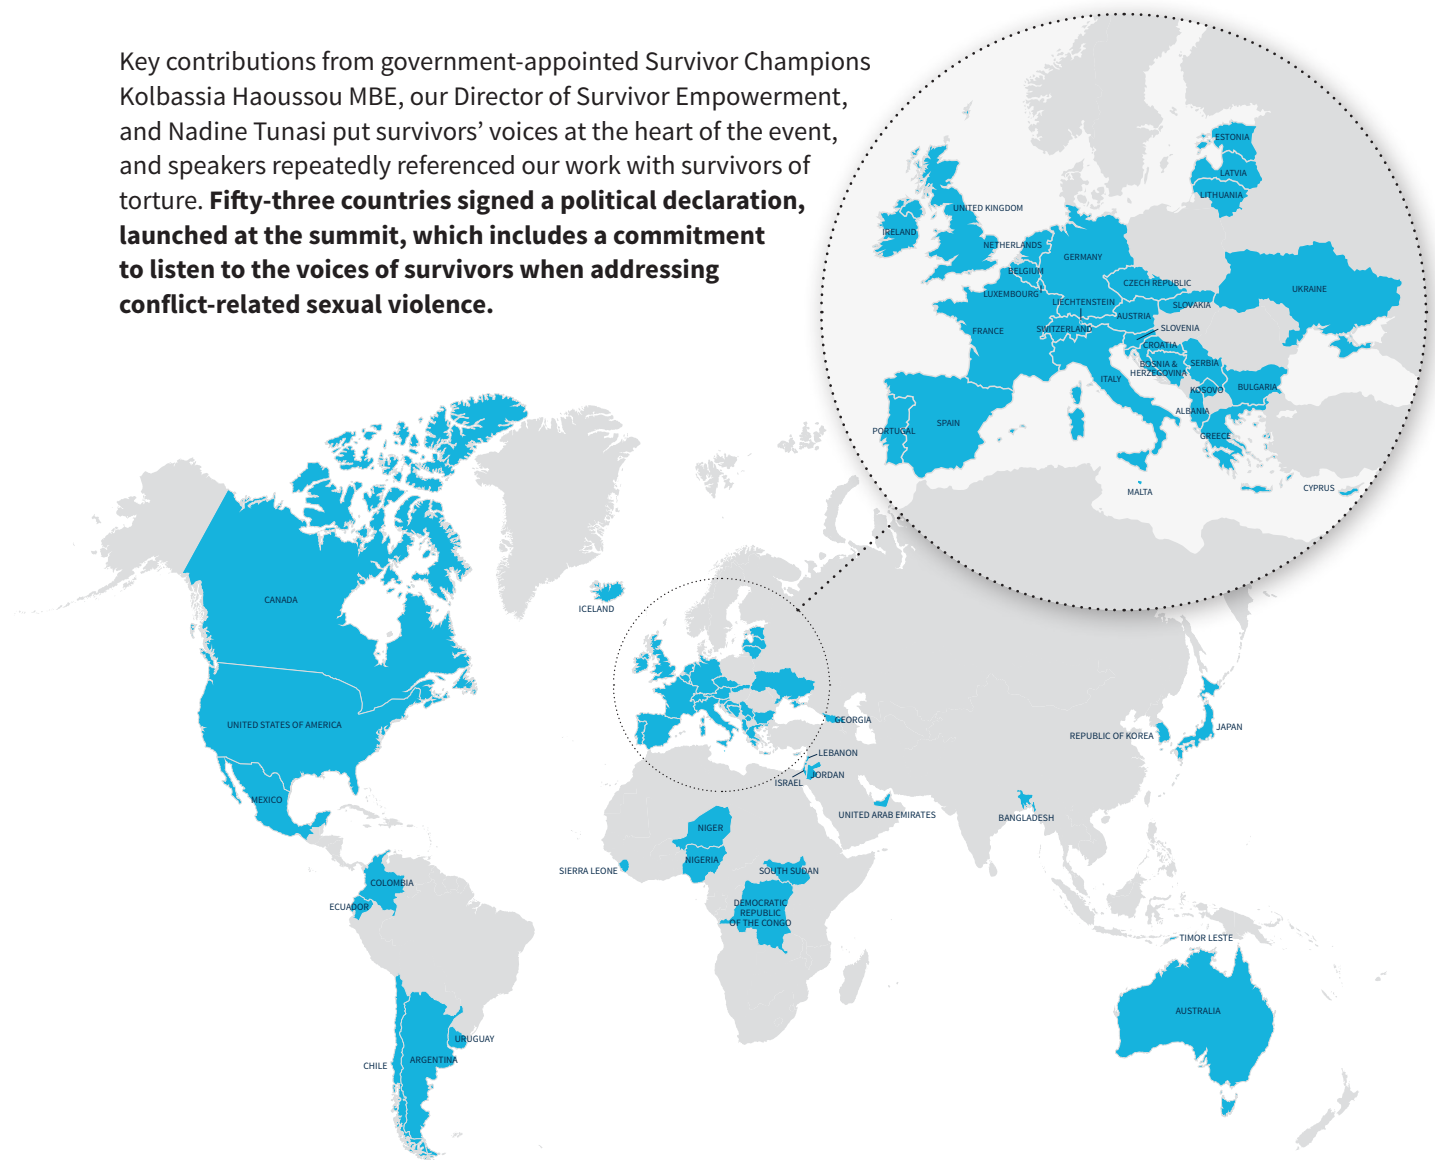 Key contributions from government-appointed Survivor Champions
Kolbassia Haoussou MBE, our Director of Survivor Empowerment,
and Nadine Tunasi put survivors’ voices at the heart of the event,
and speakers repeatedly referenced our work with survivors of
torture. Fifty-three countries signed a political declaration,
launched at the summit, which includes a commitment
to listen to the voices of survivors when addressing
conflict-related sexual violence.
ESTONIA
LATVIA
LITHUANIA
UNITED KINGDOM
IRELAND
NETHERLANDS
GERMANY
BELGIUM
CZECH REPUBLIC
UKRAINE
LUXEMBOURG
LIECHTENSTEIN
SLOVAKIA
AUSTRIA
FRANCE
SWITZERLAND
SLOVENIA
CROATIA
BOSNIA &
HERZEGOVINA
SERBIA
ITALY
KOSOVO
BULGARIA
ALBANIA
PORTUGAL
SPAIN
GREECE
MALTA
CYPRUS
CANADA
ICELAND
UNITED STATES OF AMERICA
GEORGIA
REPUBLIC OF KOREA
JAPAN
LEBANON
JORDAN
ISRAEL
MEXICO
UNITED ARAB EMIRATES
BANGLADESH
NIGER
NIGERIA
SIERRA LEONE
SOUTH SUDAN
COLOMBIA
ECUADOR
DEMOCRATIC
REPUBLIC
OF THE CONGO
TIMOR LESTE
AUSTRALIA
URUGUAY
CHILE
ARGENTINA